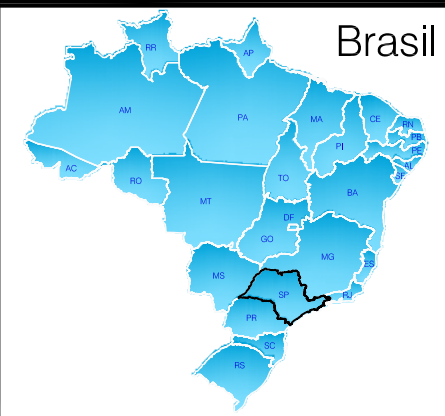 Brasil
RR
AP
AM
PA
MA
CE
RN
PB
PI
PE
AL
AC
TO
SE
RO
BA
MT
DF
GO
MG
ES
MS
SP
RJ
PR
SC
RS